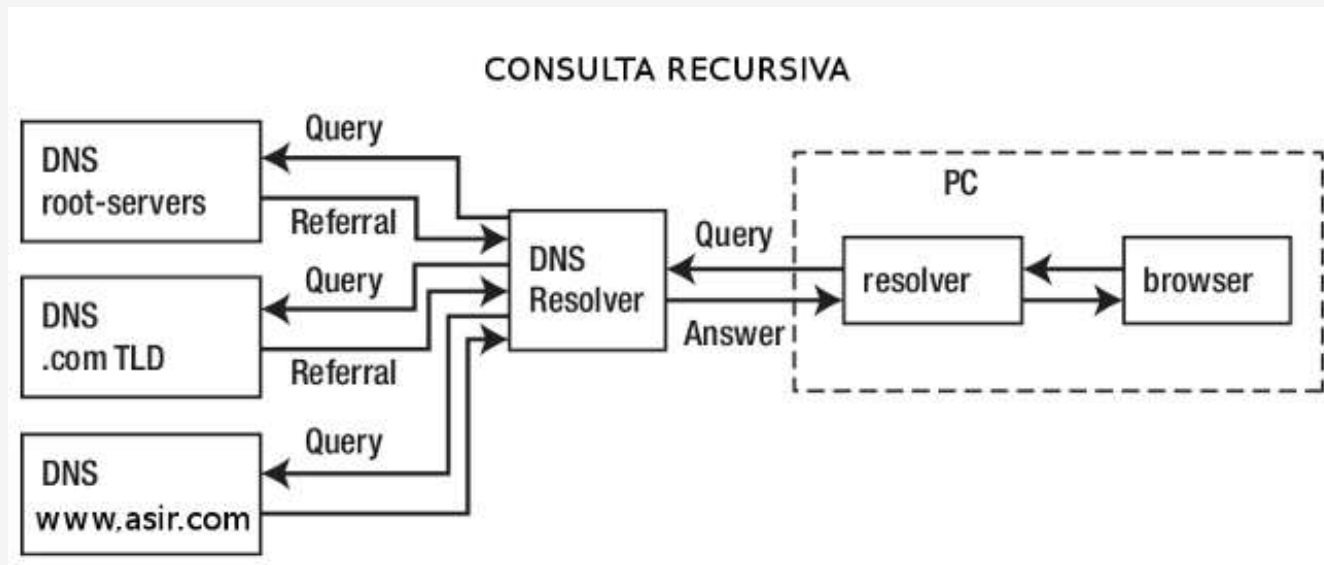 CONSULTA RECURSIVA
DNS
root-servers
Query
Referral
DNS
.com TLD
Query
Referral
DNS
www.asir.com
Query
DNS
Resolver
Query
Answer
PC
resolver
browser